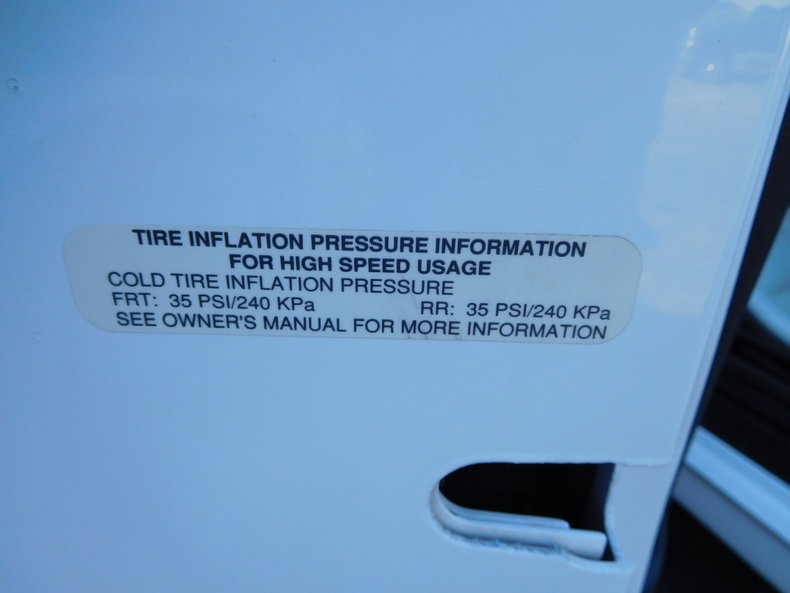 TIRE INFLATION PRESSURE INFORMATION
FOR HIGH SPEED USAGE
COLD TIRE INFLATION PRESSURE
FRT: 35 PSI/240 KPa RR: 35 PSI/240 KPa
SEE OWNER'S MANUAL FOR MORE INFORMATION